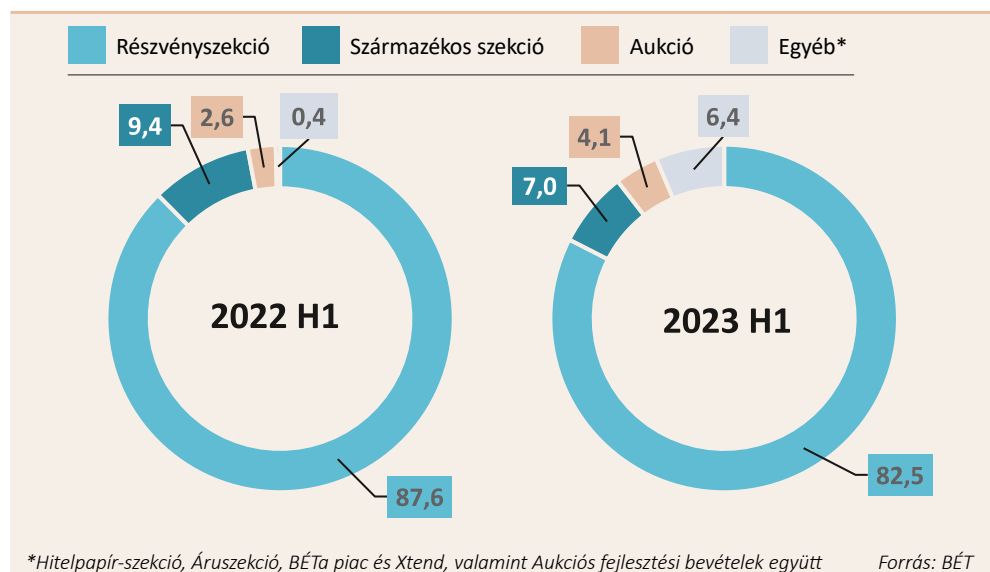 Részvényszekció Származékos szekció Aukció Egyéb*
9,4 2,6 0,4
87,6
2022 H1
7,0 4,1 6,4
82,5
2023 H1
*Hitelpapír-szekció, Áruszekció, BÉTa piac és Xtend, valamint Aukciós fejlesztési bevételek együtt Forrás: BÉT